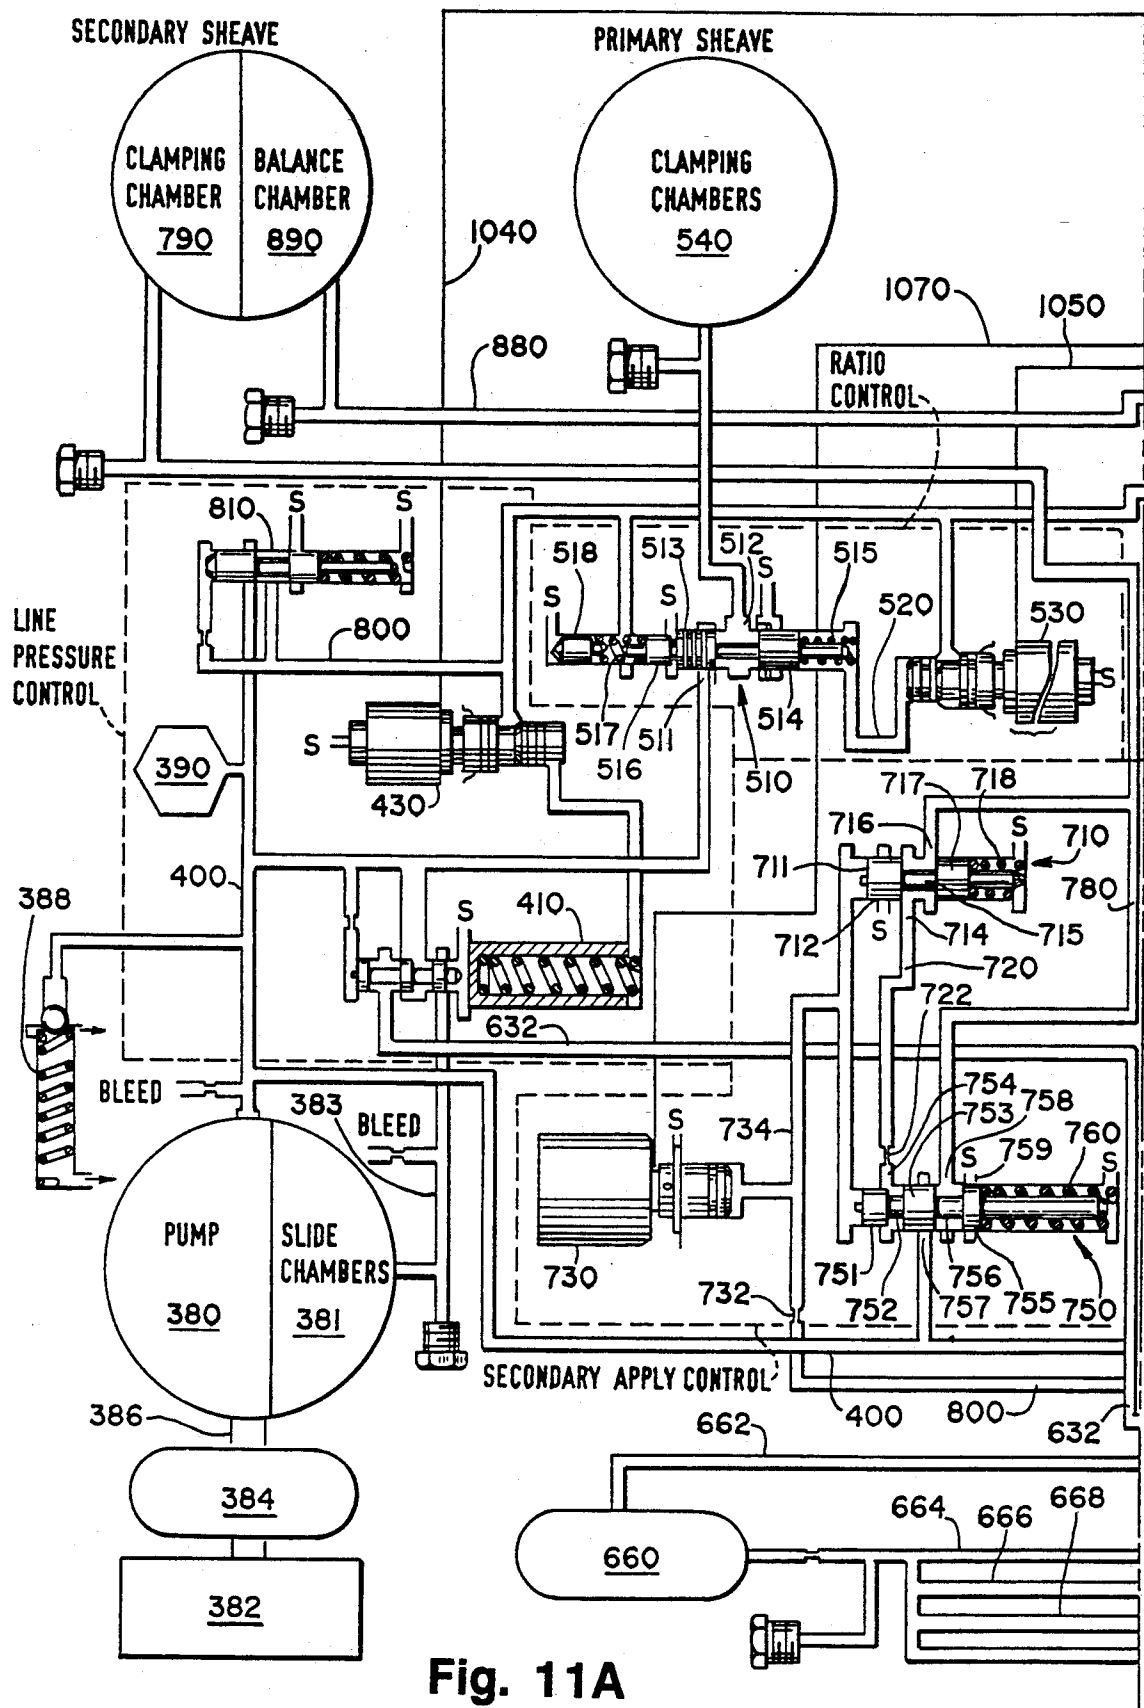 SECONDARY SHEAVE
PRIMARY SHEAVE
CLAMPING
CHAMBER
790
BALANCE
CHAMBER
890
1040
CLAMPING
CHAMBERS
540
1070
1050
880
RATIO
CONTROL
810
S
S
513
512
515
518
S
S
S
520
530
S
LINE
PRESSURE
CONTROL
800
517
516
511
510
514
S
430
390
717
718
716
S
710
711
400
388
410
S
712
S
714
715
780
720
722
632
BLEED
383
BLEED
734
754
753
758
759
760
S
S
S
PUMP
380
SLIDE
CHAMBERS
381
730
732
751
752
757
756
755
750
SECONDARY APPLY CONTROL
400
800
632
386
384
382
662
660
664
666
668
Fig. 11A